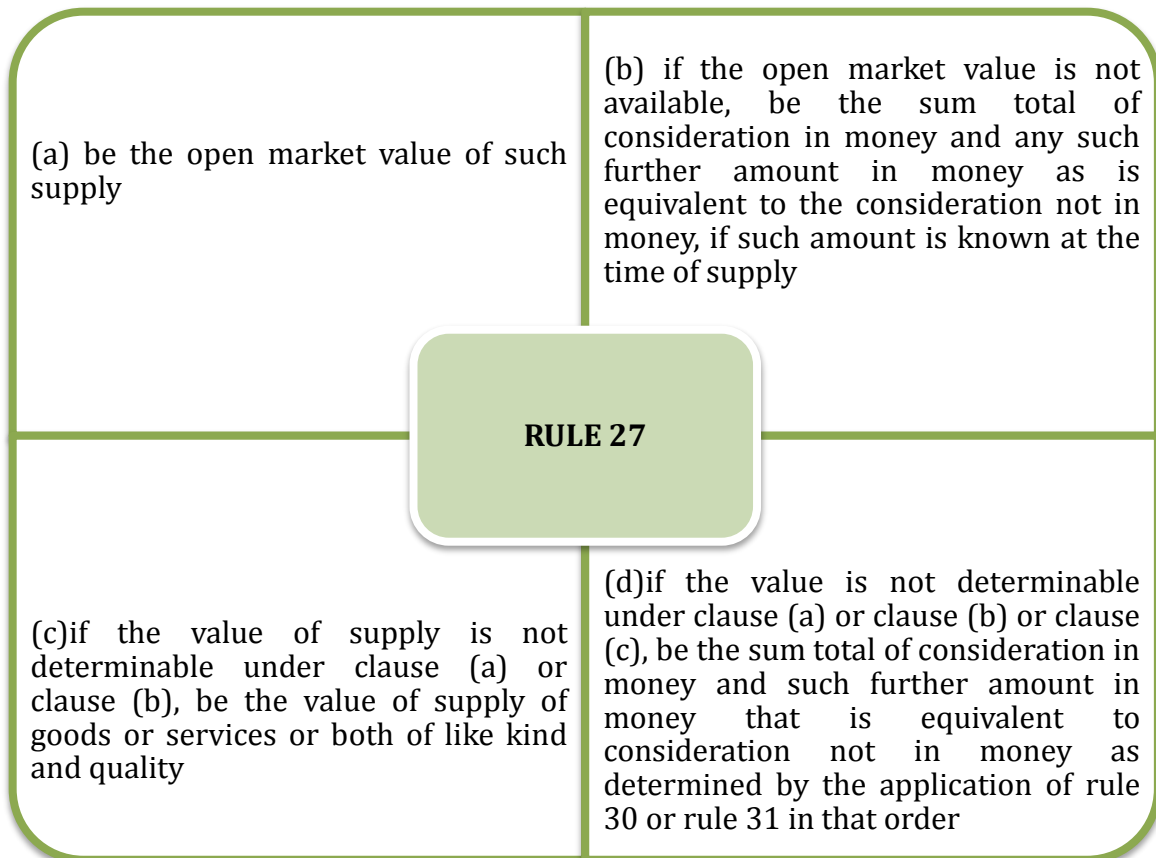 (a) be the open market value of such
supply
(b) if the open market value is not
available, be the sum total of
consideration in money and any such
further amount in money as is
equivalent to the consideration not in
money, if such amount is known at the
time of supply
RULE 27
(c)if the value of supply is not
determinable under clause (a) or
clause (b), be the value of supply of
goods or services or both of like kind
and quality
(d)if the value is not determinable
under clause (a) or clause (b) or clause
(c), be the sum total of consideration in
money and such further amount in
money that is equivalent to
consideration not in money as
determined by the application of rule
30 or rule 31 in that order